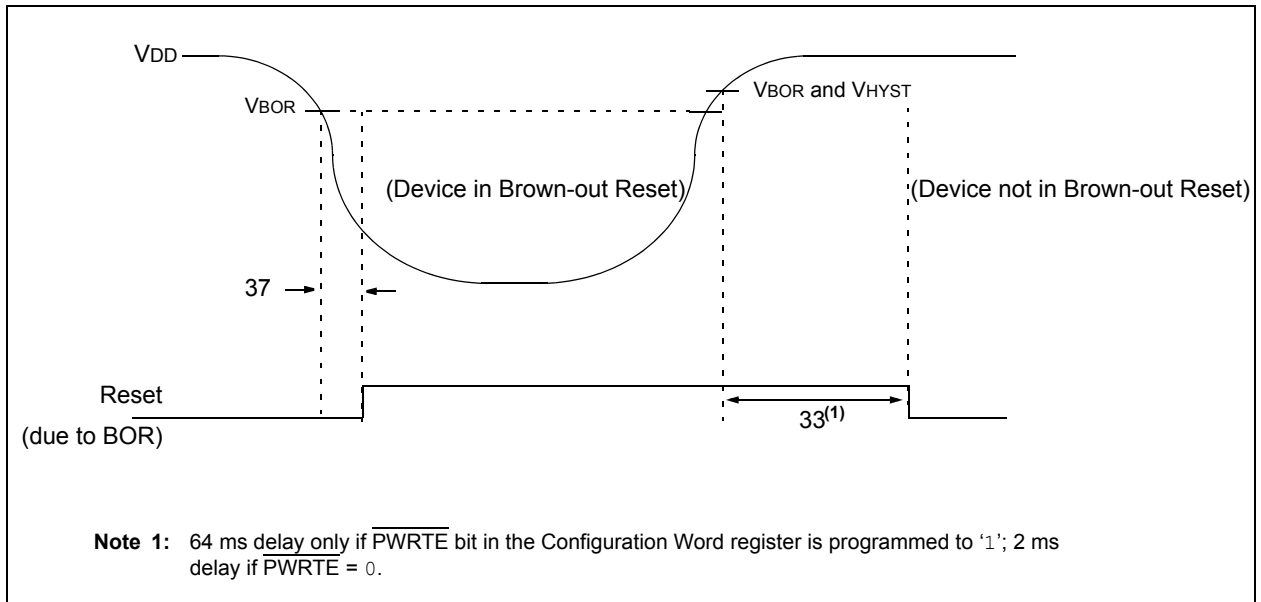 VDD
VBOR
VBOR and VHYST
(Device in Brown-out Reset)
(Device not in Brown-out Reset)
37
Reset
(due to BOR)
33(1)
Note 1: 64 ms delay only if PWRTE bit in the Configuration Word register is programmed to ‘1’; 2 ms
delay if PWRTE = 0.